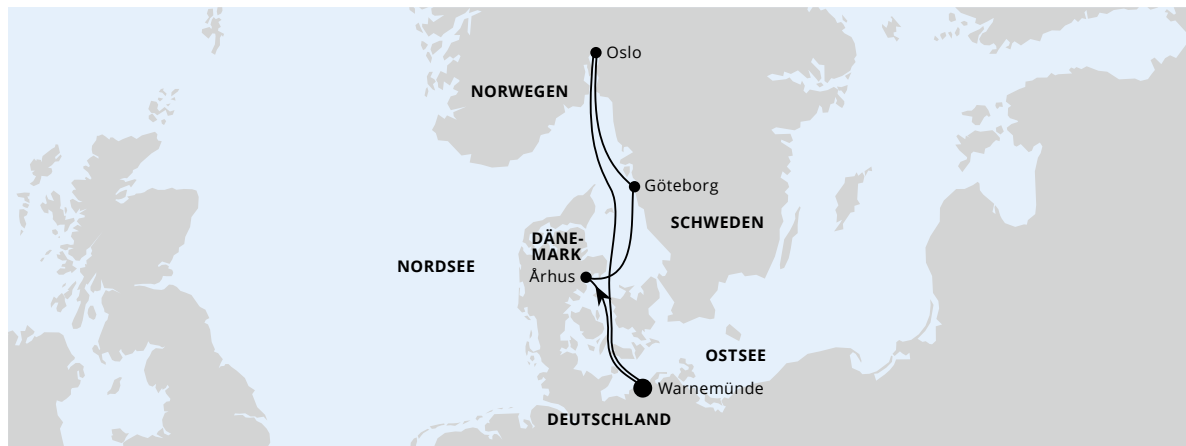 Oslo
NORWEGEN
Göteborg
SCHWEDEN
DÄNE-
MARK
NORDSEE
Århus
OSTSEE
Warnemünde
DEUTSCHLAND